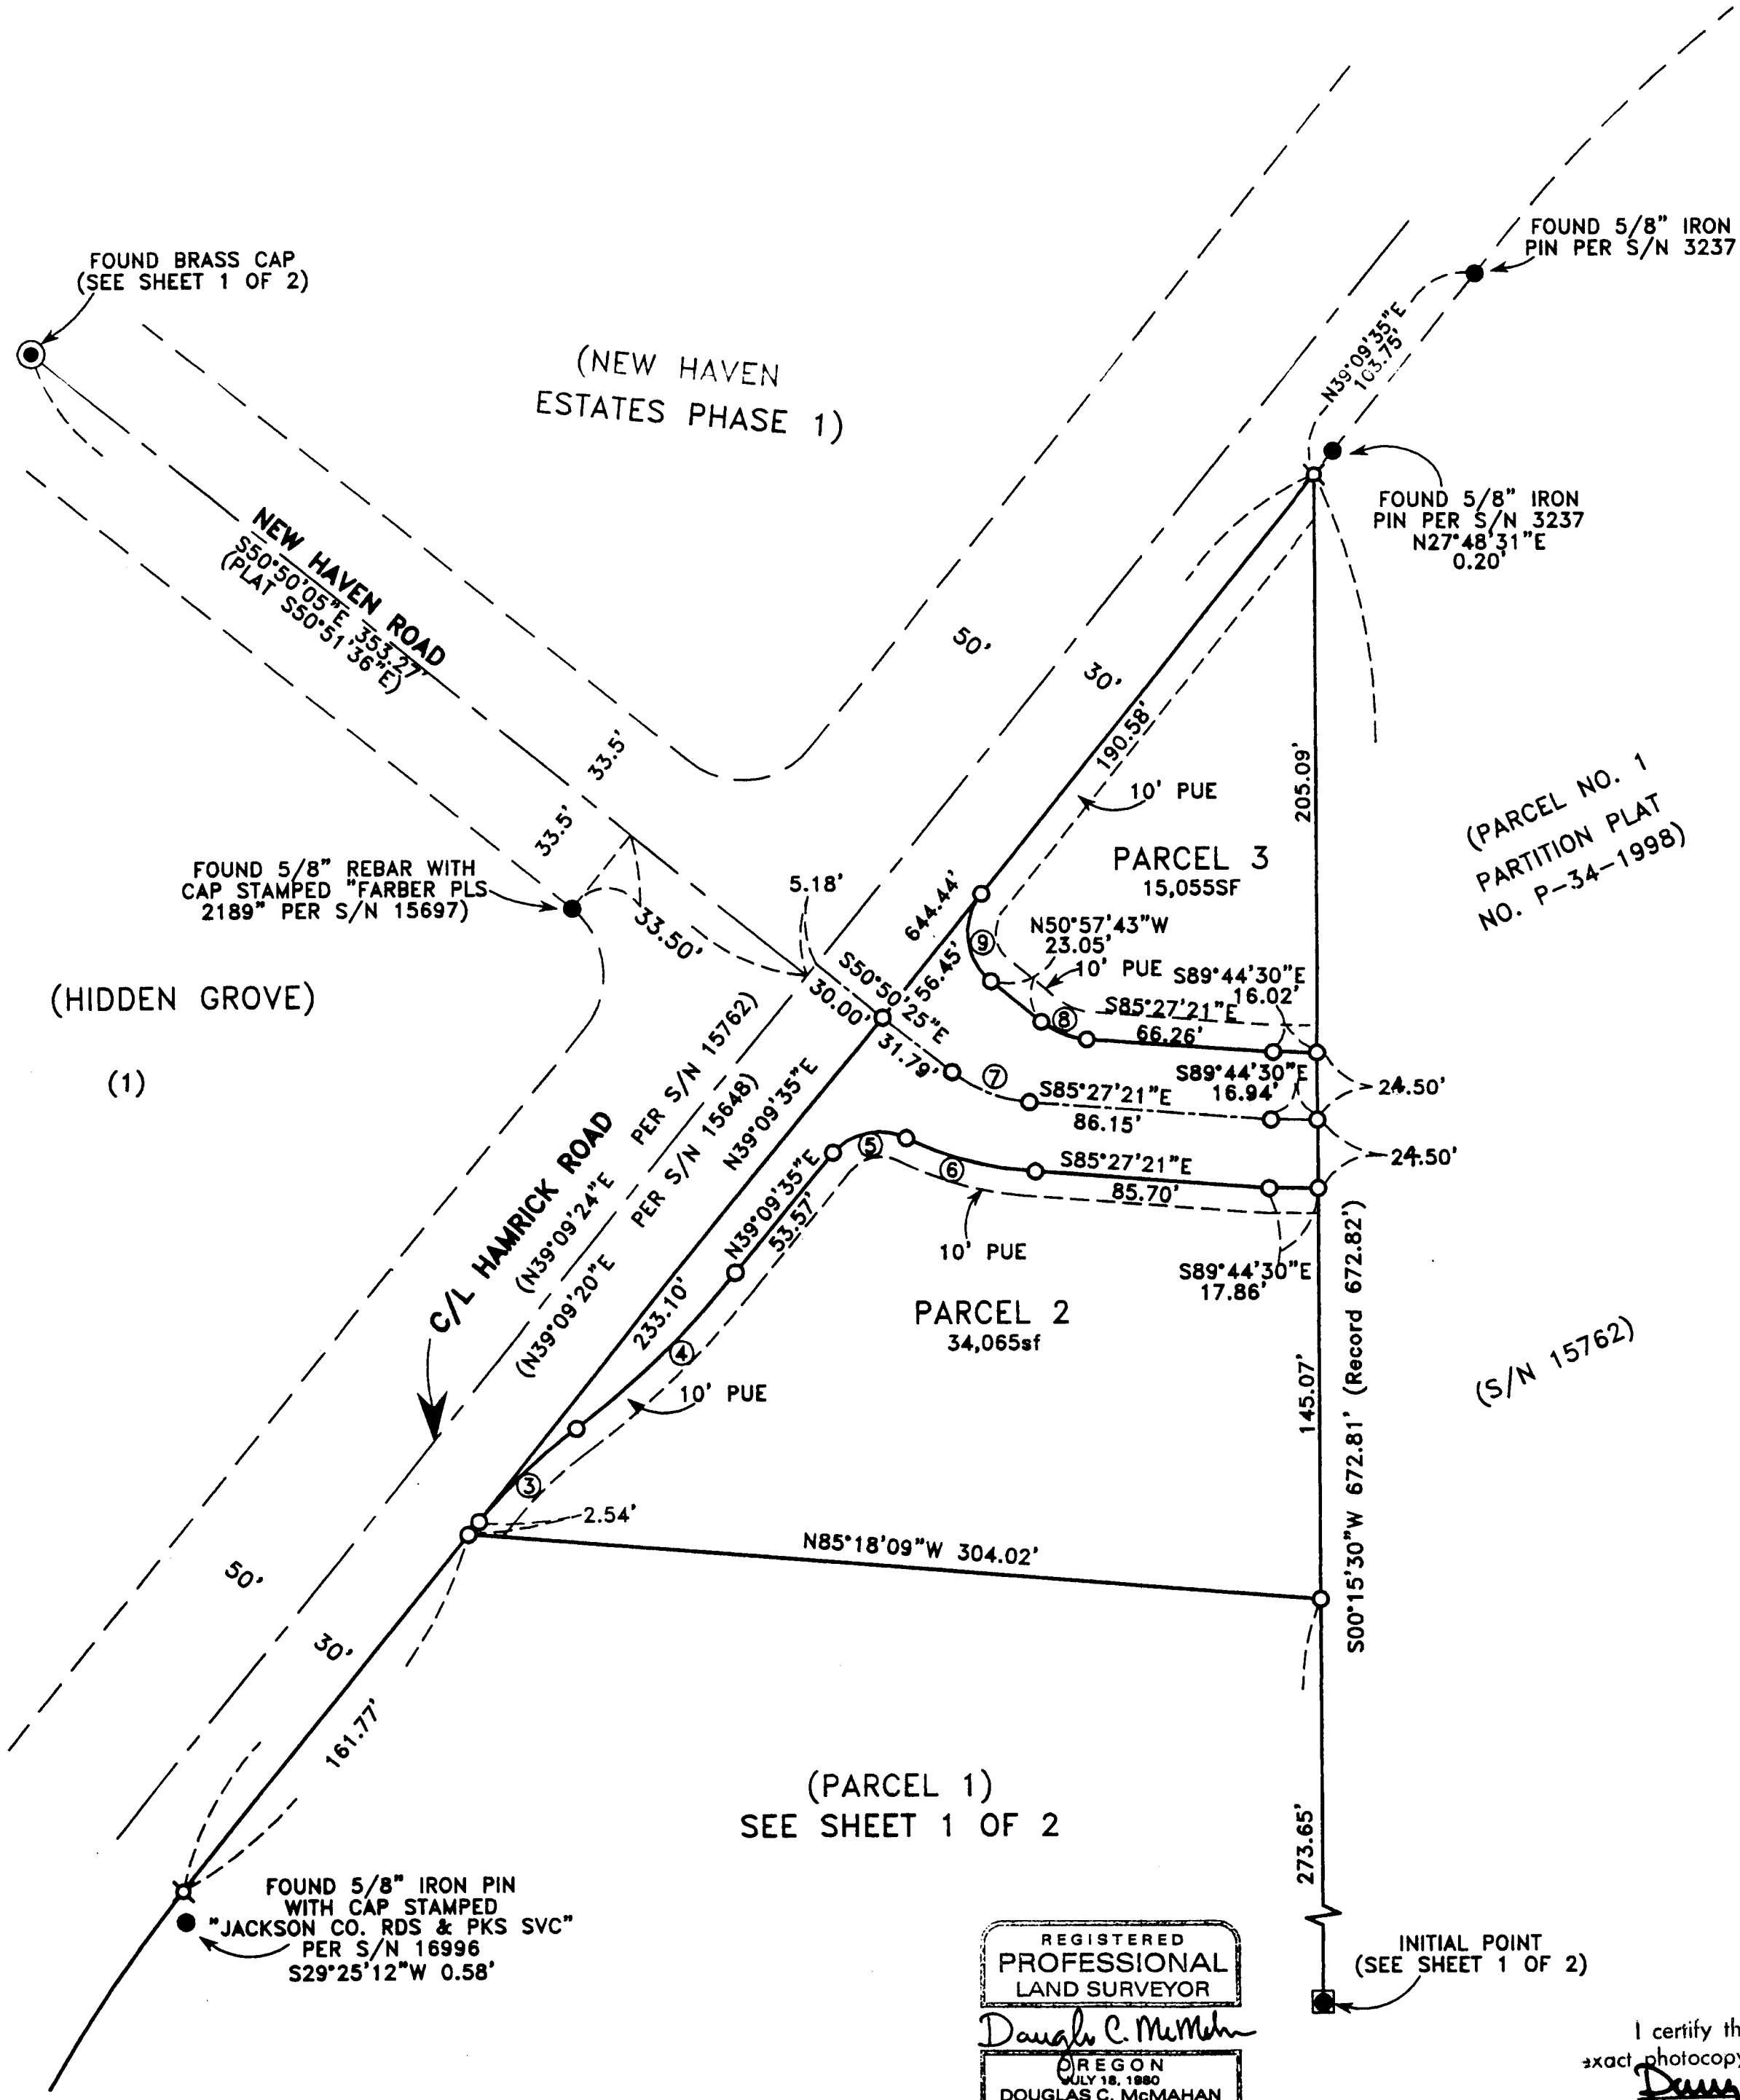 FOUND BRASS CAP
(SEE SHEET 1 OF 2)
(NEW HAVEN
ESTATES PHASE 1)
FOUND 5/8" IRON
PIN PER S/N 3237
N39°09'35"E
103.75'
FOUND 5/8" IRON
PIN PER S/N 3237
N27°48'31"E
0.20'
NEW HAVEN ROAD
S50°50'05"E 353.27'
(PLAT S50°51'36"E)
50'
30'
33.5'
33.5'
190.58'
10' PUE
205.09'
(PARCEL NO. 1
PARTITION PLAT
NO. P-34-1998)
PARCEL 3
15,055SF
FOUND 5/8" REBAR WITH
CAP STAMPED "FARBER PLS
2189" PER S/N 15697)
33.50'
5.18'
644.44'
56.45'
9
N50°57'43"W
23.05'
10' PUE
S89°44'30"E
16.02'
S50°50'25"E
30.00'
31.79'
8
S85°27'21"E
66.26'
(HIDDEN GROVE)
(1)
7
S89°44'30"E
16.94'
24.50'
S85°27'21"E
86.15'
24.50'
C/L HAMRICK ROAD
(N39°09'24"E PER S/N 15762)
(N39°09'20"E PER S/N 15648)
N39°09'35"E
233.10'
N39°09'35"E
53.57'
5
6
S85°27'21"E
85.70'
10' PUE
S89°44'30"E
17.86'
PARCEL 2
34,065sf
4
10' PUE
3
2.54'
145.07'
S00°15'30"W 672.81' (Record 672.82')
(S/N 15762)
N85°18'09"W 304.02'
50'
30'
161.77'
(PARCEL 1)
SEE SHEET 1 OF 2
273.65'
FOUND 5/8" IRON PIN
WITH CAP STAMPED
"JACKSON CO. RDS & PKS SVC"
PER S/N 16996
S29°25'12"W 0.58'
INITIAL POINT
(SEE SHEET 1 OF 2)
REGISTERED
PROFESSIONAL
LAND SURVEYOR
Douglas C. McMahan
OREGON
JULY 18, 1980
DOUGLAS C. McMAHAN
I certify th
exact photocopy